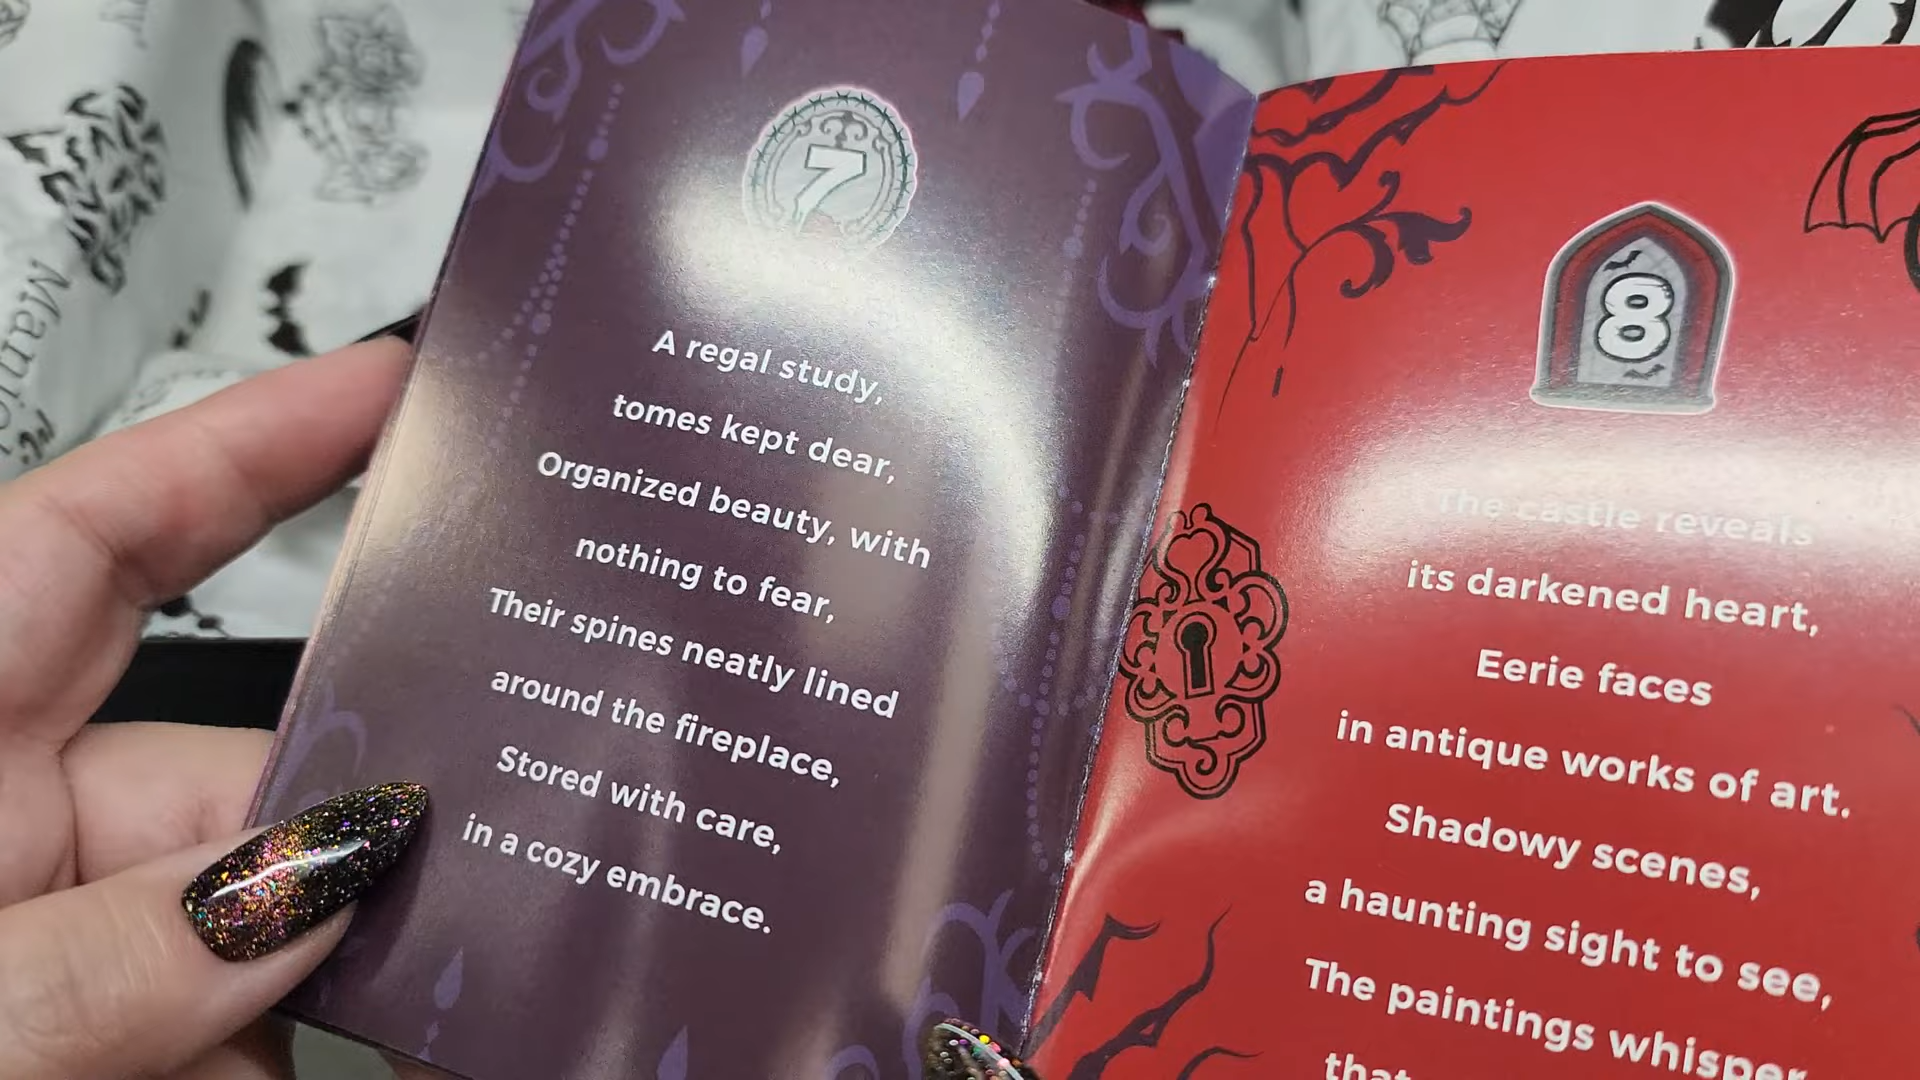 7
A regal study,
tomes kept dear,
Organized beauty, with
nothing to fear,
Their spines neatly lined
around the fireplace,
Stored with care,
in a cozy embrace.
8
The castle reveals
its darkened heart,
Eerie faces
in antique works of art.
Shadowy scenes,
a haunting sight to see,
The paintings whisper
that